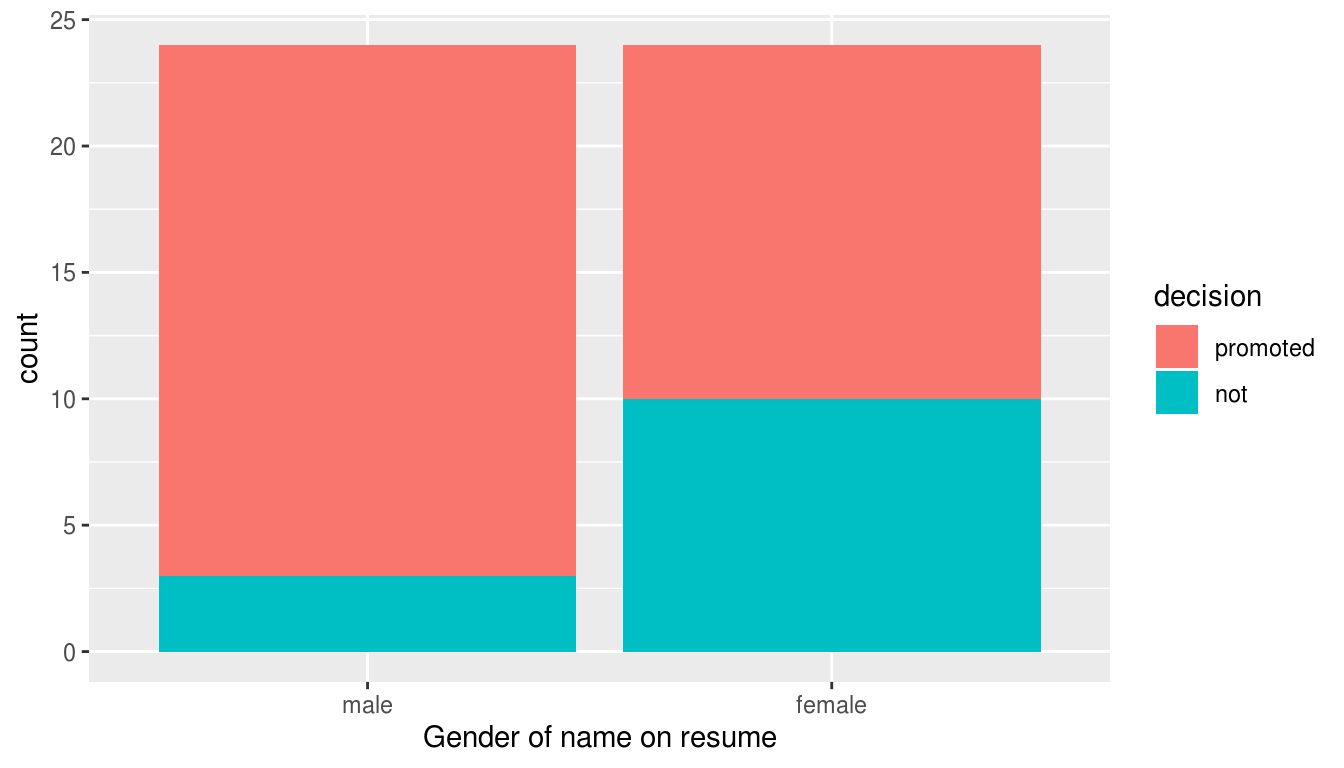 25
20
15
10
5
0
count
male
female
Gender of name on resume
decision
promoted
not